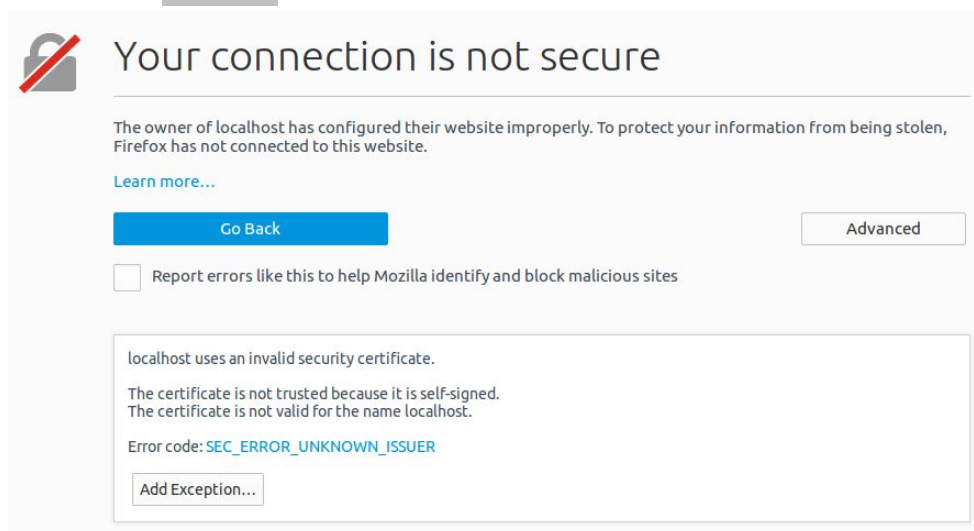 Your connection is not secure
The owner of localhost has configured their website improperly. To protect your information from being stolen,
Firefox has not connected to this website.
Learn more…
Go Back
Advanced
Report errors like this to help Mozilla identify and block malicious sites
localhost uses an invalid security certificate.
The certificate is not trusted because it is self-signed.
The certificate is not valid for the name localhost.
Error code: SEC_ERROR_UNKNOWN_ISSUER
Add Exception…